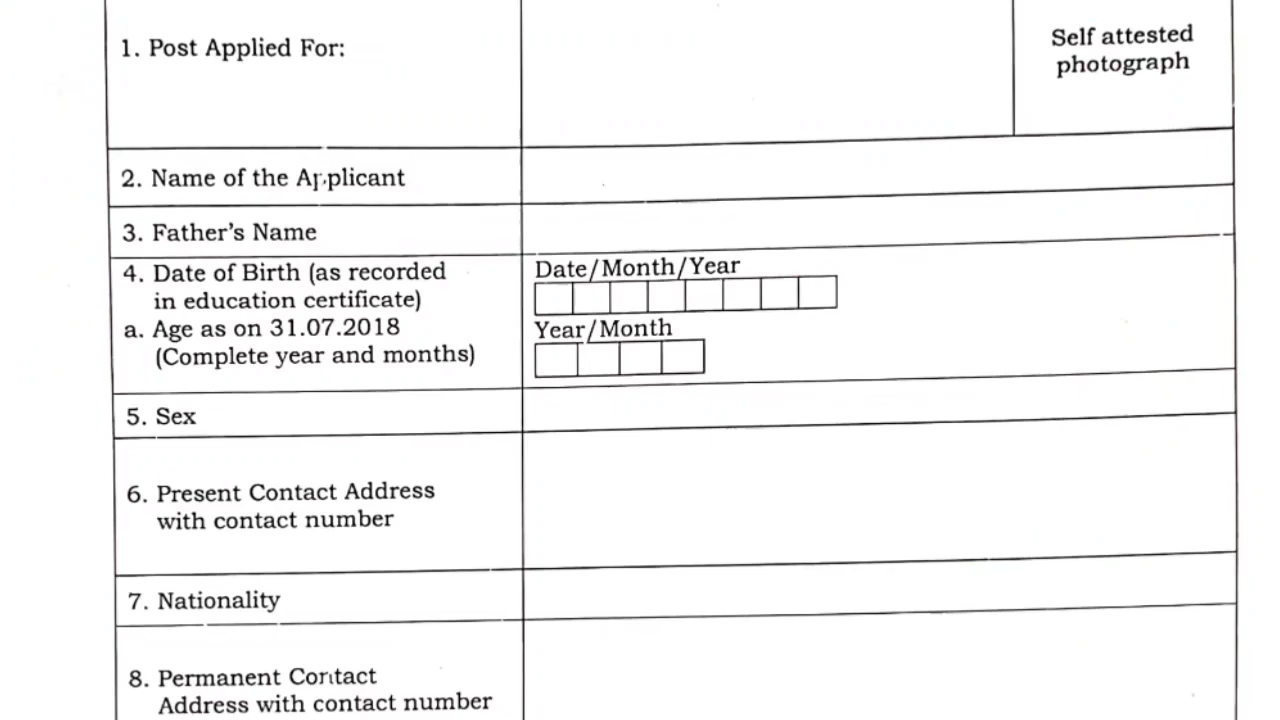 1. Post Applied For:
Self attested
photograph
2. Name of the Applicant
3. Father's Name
4. Date of Birth (as recorded
in education certificate)
Date/Month/Year
a. Age as on 31.07.2018
(Complete year and months)
Year/Month
5. Sex
6. Present Contact Address
with contact number
7. Nationality
8. Permanent Contact
Address with contact number